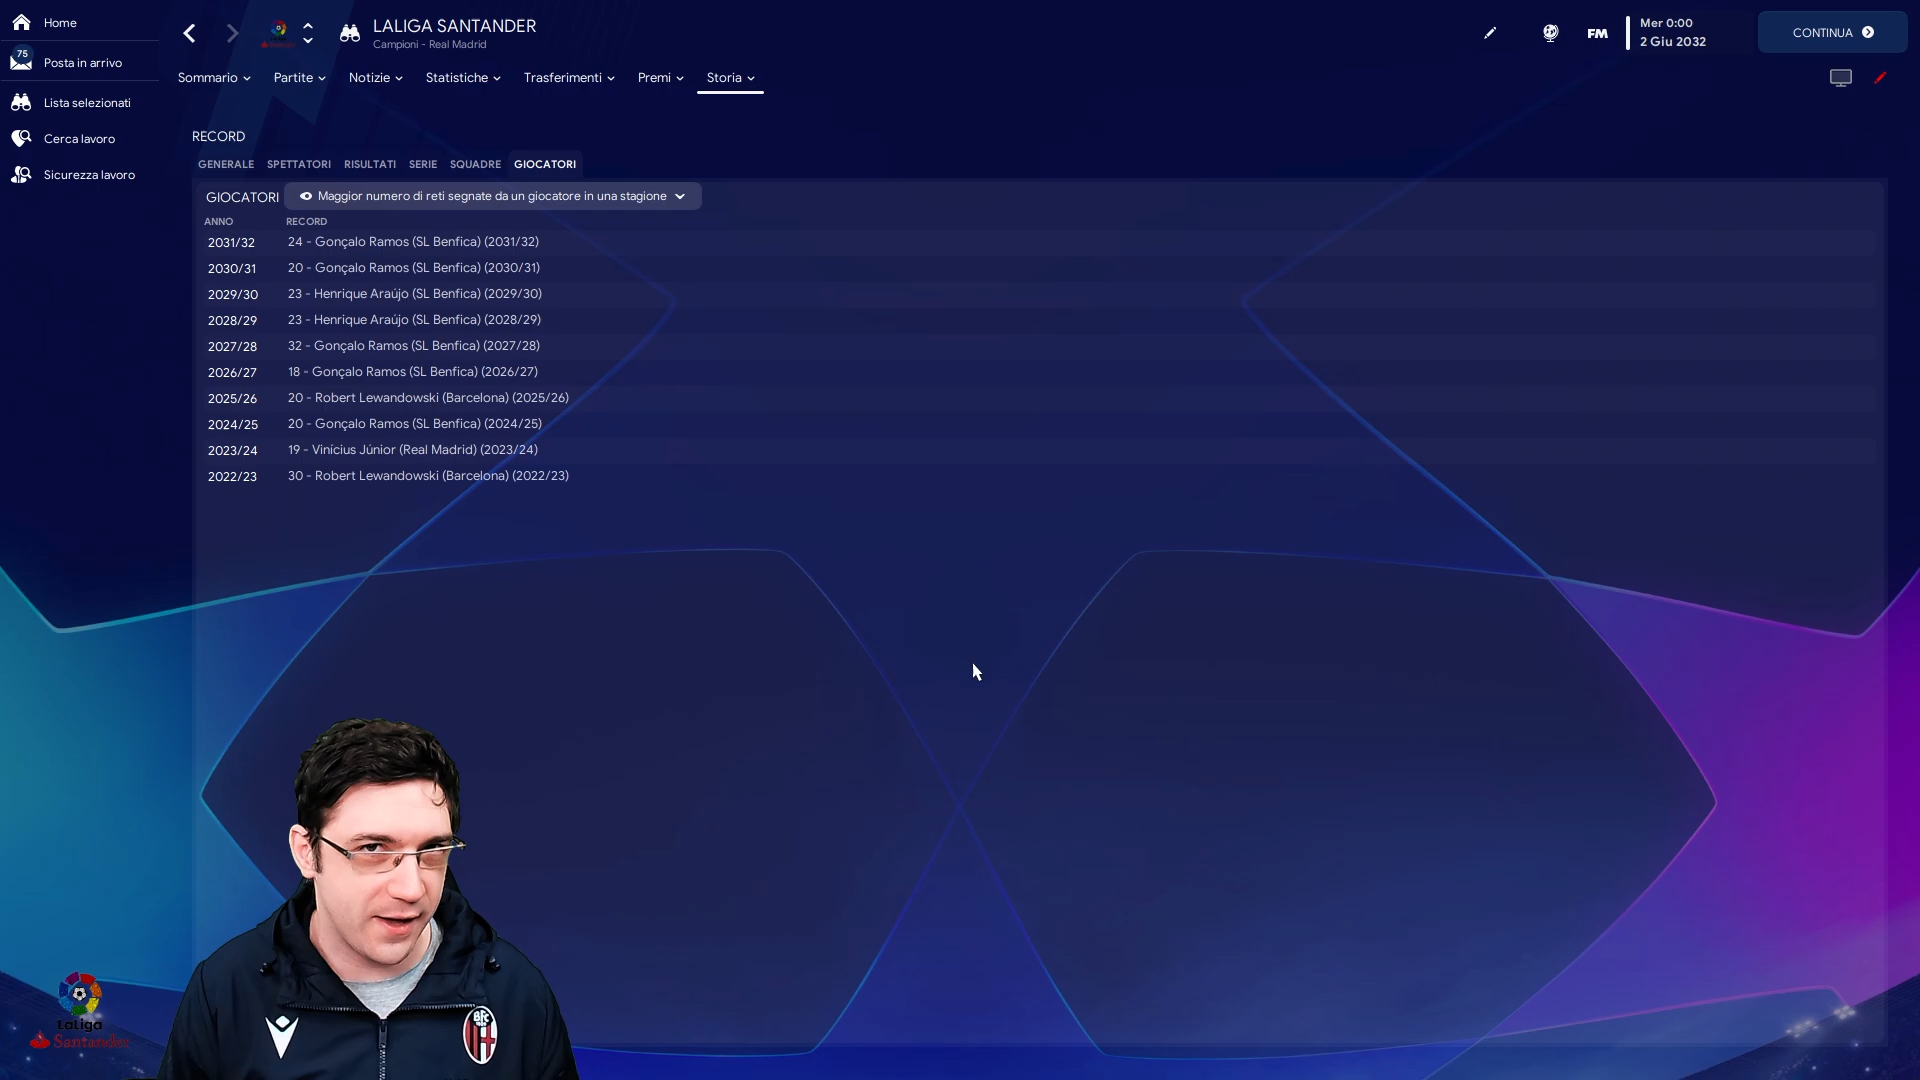 Home
75
Posta in arrivo
Lista selezionati
Cerca lavoro
Sicurezza lavoro
LALIGA SANTANDER
Campioni - Real Madrid
FM
Mer 0:00
2 Giu 2032
CONTINUA
Sommario
Partite
Notizie
Statistiche
Trasferimenti
Premi
Storia
RECORD
GENERALE SPETTATORI RISULTATI SERIE SQUADRE GIOCATORI
GIOCATORI Maggior numero di reti segnate da un giocatore in una stagione
ANNO RECORD
2031/32 24 - Gonçalo Ramos (SL Benfica) (2031/32)
2030/31 20 - Gonçalo Ramos (SL Benfica) (2030/31)
2029/30 23 - Henrique Araújo (SL Benfica) (2029/30)
2028/29 23 - Henrique Araújo (SL Benfica) (2028/29)
2027/28 32 - Gonçalo Ramos (SL Benfica) (2027/28)
2026/27 18 - Gonçalo Ramos (SL Benfica) (2026/27)
2025/26 20 - Robert Lewandowski (Barcelona) (2025/26)
2024/25 20 - Gonçalo Ramos (SL Benfica) (2024/25)
2023/24 19 - Vinícius Júnior (Real Madrid) (2023/24)
2022/23 30 - Robert Lewandowski (Barcelona) (2022/23)
LaLiga
Santander
BFC